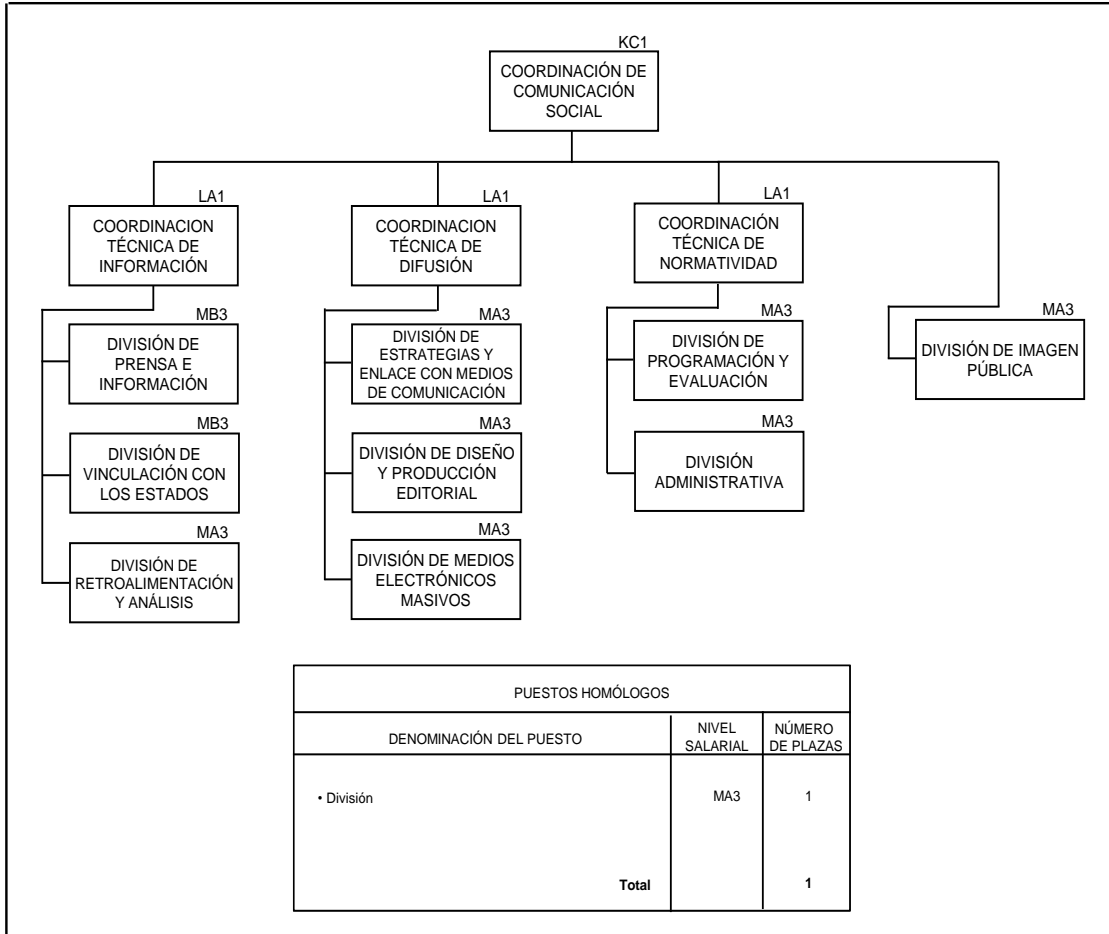 KC1
COORDINACIÓN DE
COMUNICACIÓN
SOCIAL
LA1
COORDINACION
TÉCNICA DE
INFORMACIÓN
MB3
DIVISIÓN DE
PRENSA E
INFORMACIÓN
MB3
DIVISIÓN DE
VINCULACIÓN CON
LOS ESTADOS
MA3
DIVISIÓN DE
RETROALIMENTACIÓN
Y ANÁLISIS
LA1
COORDINACION
TÉCNICA DE
DIFUSIÓN
MA3
DIVISIÓN DE
ESTRATEGIAS Y
ENLACE CON MEDIOS
DE COMUNICACIÓN
MA3
DIVISIÓN DE DISEÑO
Y PRODUCCIÓN
EDITORIAL
MA3
DIVISIÓN DE MEDIOS
ELECTRÓNICOS
MASIVOS
LA1
COORDINACIÓN
TÉCNICA DE
NORMATIVIDAD
MA3
DIVISIÓN DE
PROGRAMACIÓN Y
EVALUACIÓN
MA3
DIVISIÓN
ADMINISTRATIVA
MA3
DIVISIÓN DE IMAGEN
PÚBLICA
PUESTOS HOMÓLOGOS
DENOMINACIÓN DEL PUESTO
NIVEL
SALARIAL
NÚMERO
DE PLAZAS
• División MA3 1
Total 1